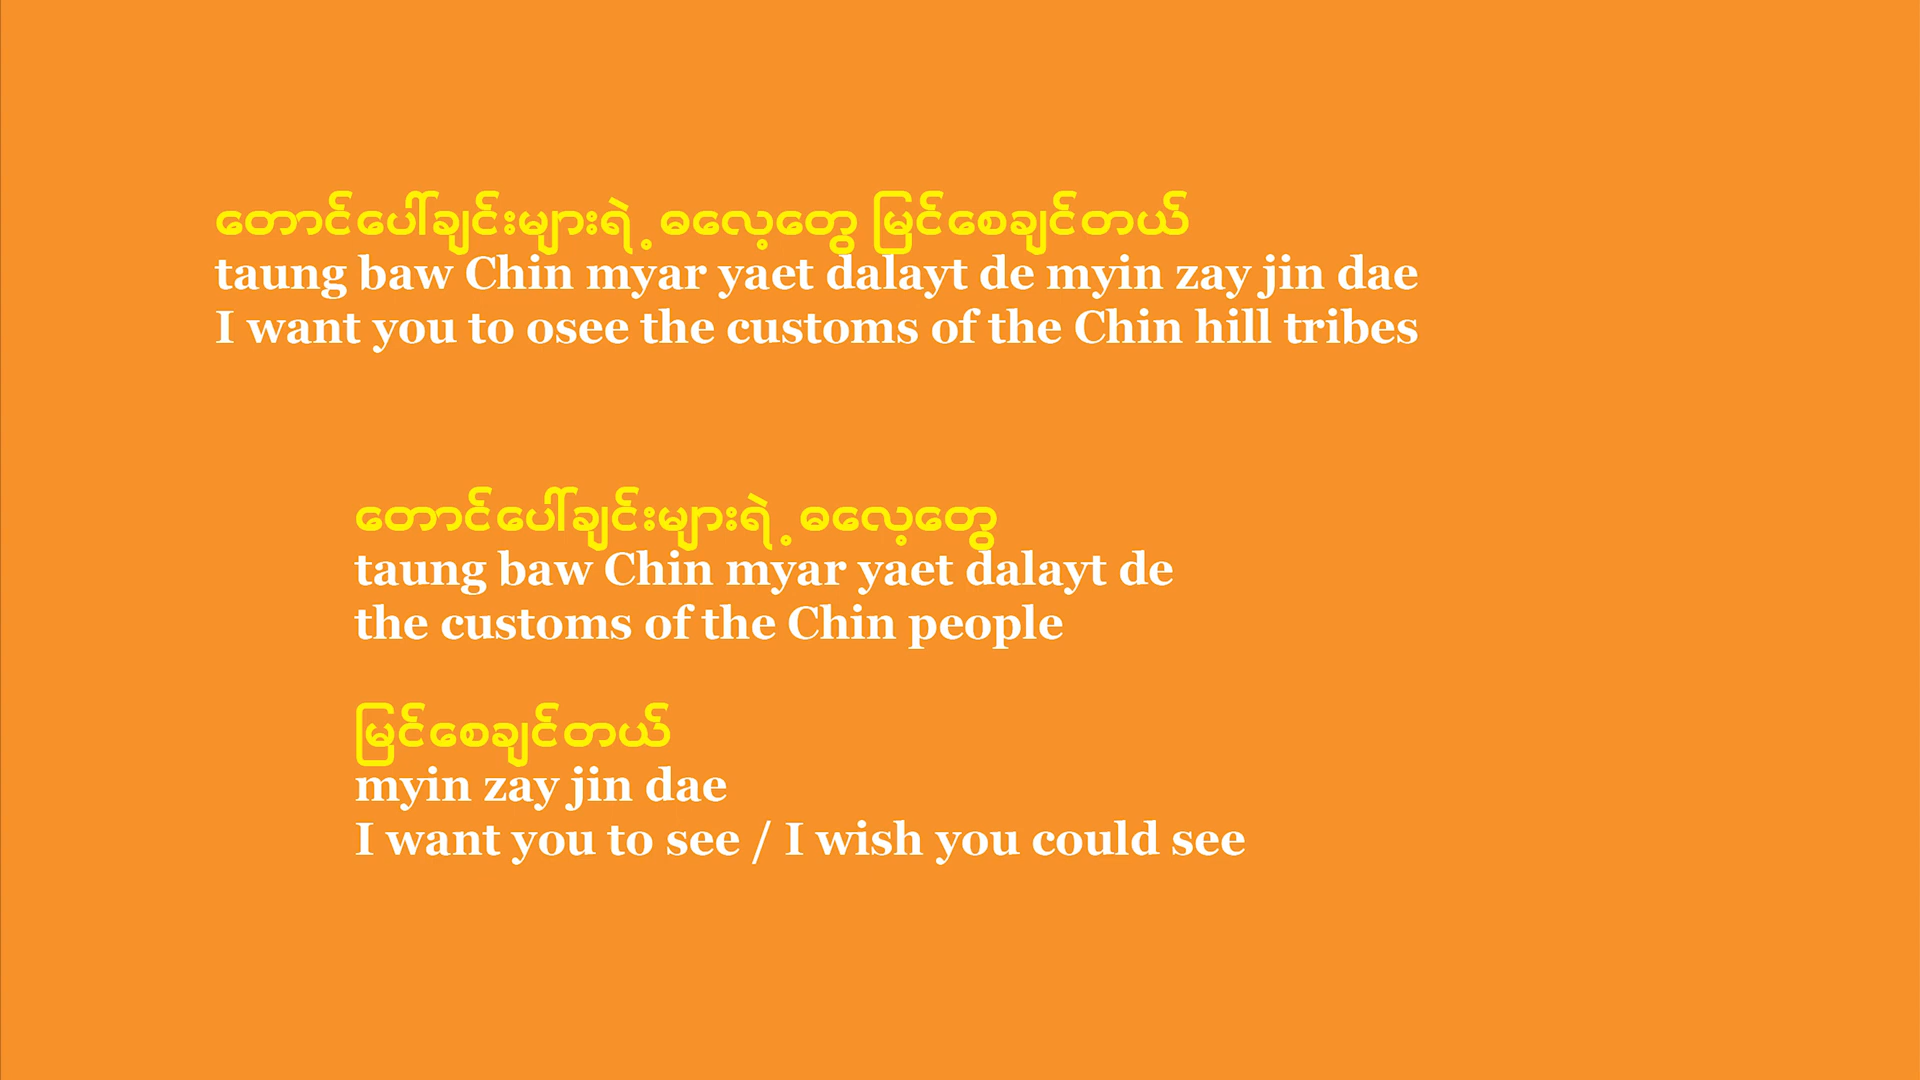 တောင်ပေါ်ချင်းများရဲ့ ဓလေ့တွေ မြင်စေချင်တယ်
taung baw Chin myar yaet dalayt de myin zay jin dae
I want you to osee the customs of the Chin hill tribes
တောင်ပေါ်ချင်းများရဲ့ ဓလေ့တွေ
taung baw Chin myar yaet dalayt de
the customs of the Chin people
မြင်စေချင်တယ်
myin zay jin dae
I want you to see / I wish you could see